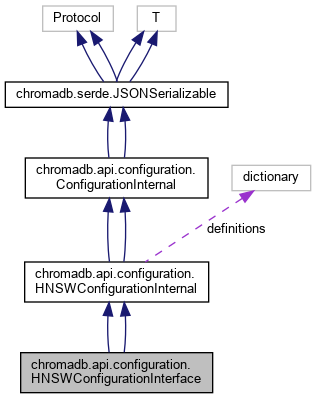 Protocol
T
chromadb.serde.JSONSerializable
chromadb.api.configuration.
ConfigurationInternal
dictionary
definitions
chromadb.api.configuration.
HNSWConfigurationInternal
chromadb.api.configuration.
HNSWConfigurationInterface